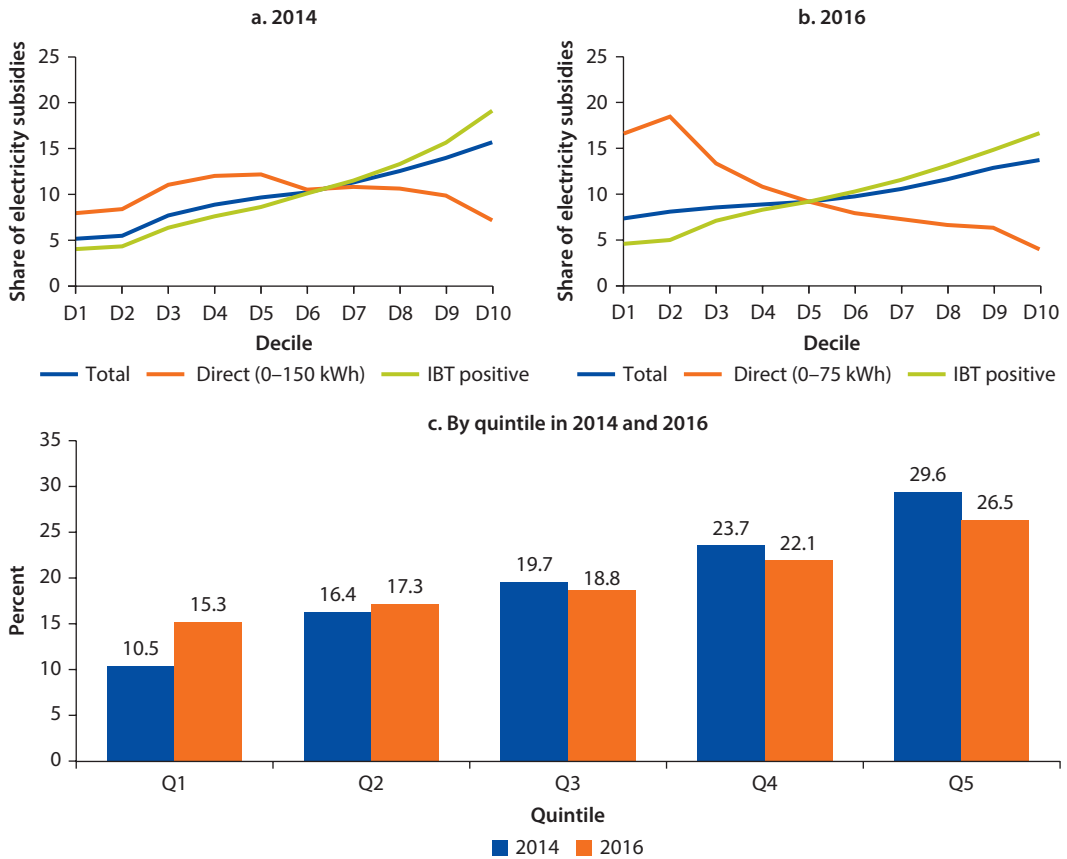 a. 2014
Share of electricity subsidies
25
20
15
10
5
0
D1 D2 D3 D4 D5 D6 D7 D8 D9 D10
Decile
Total Direct (0–150 kWh) IBT positive
b. 2016
Share of electricity subsidies
25
20
15
10
5
0
D1 D2 D3 D4 D5 D6 D7 D8 D9 D10
Decile
Total Direct (0–75 kWh) IBT positive
c. By quintile in 2014 and 2016
Percent
35
30
25
20
15
10
5
0
10.5 15.3 16.4 17.3 19.7 18.8 23.7 22.1 29.6 26.5
Q1 Q2 Q3 Q4 Q5
Quintile
2014 2016